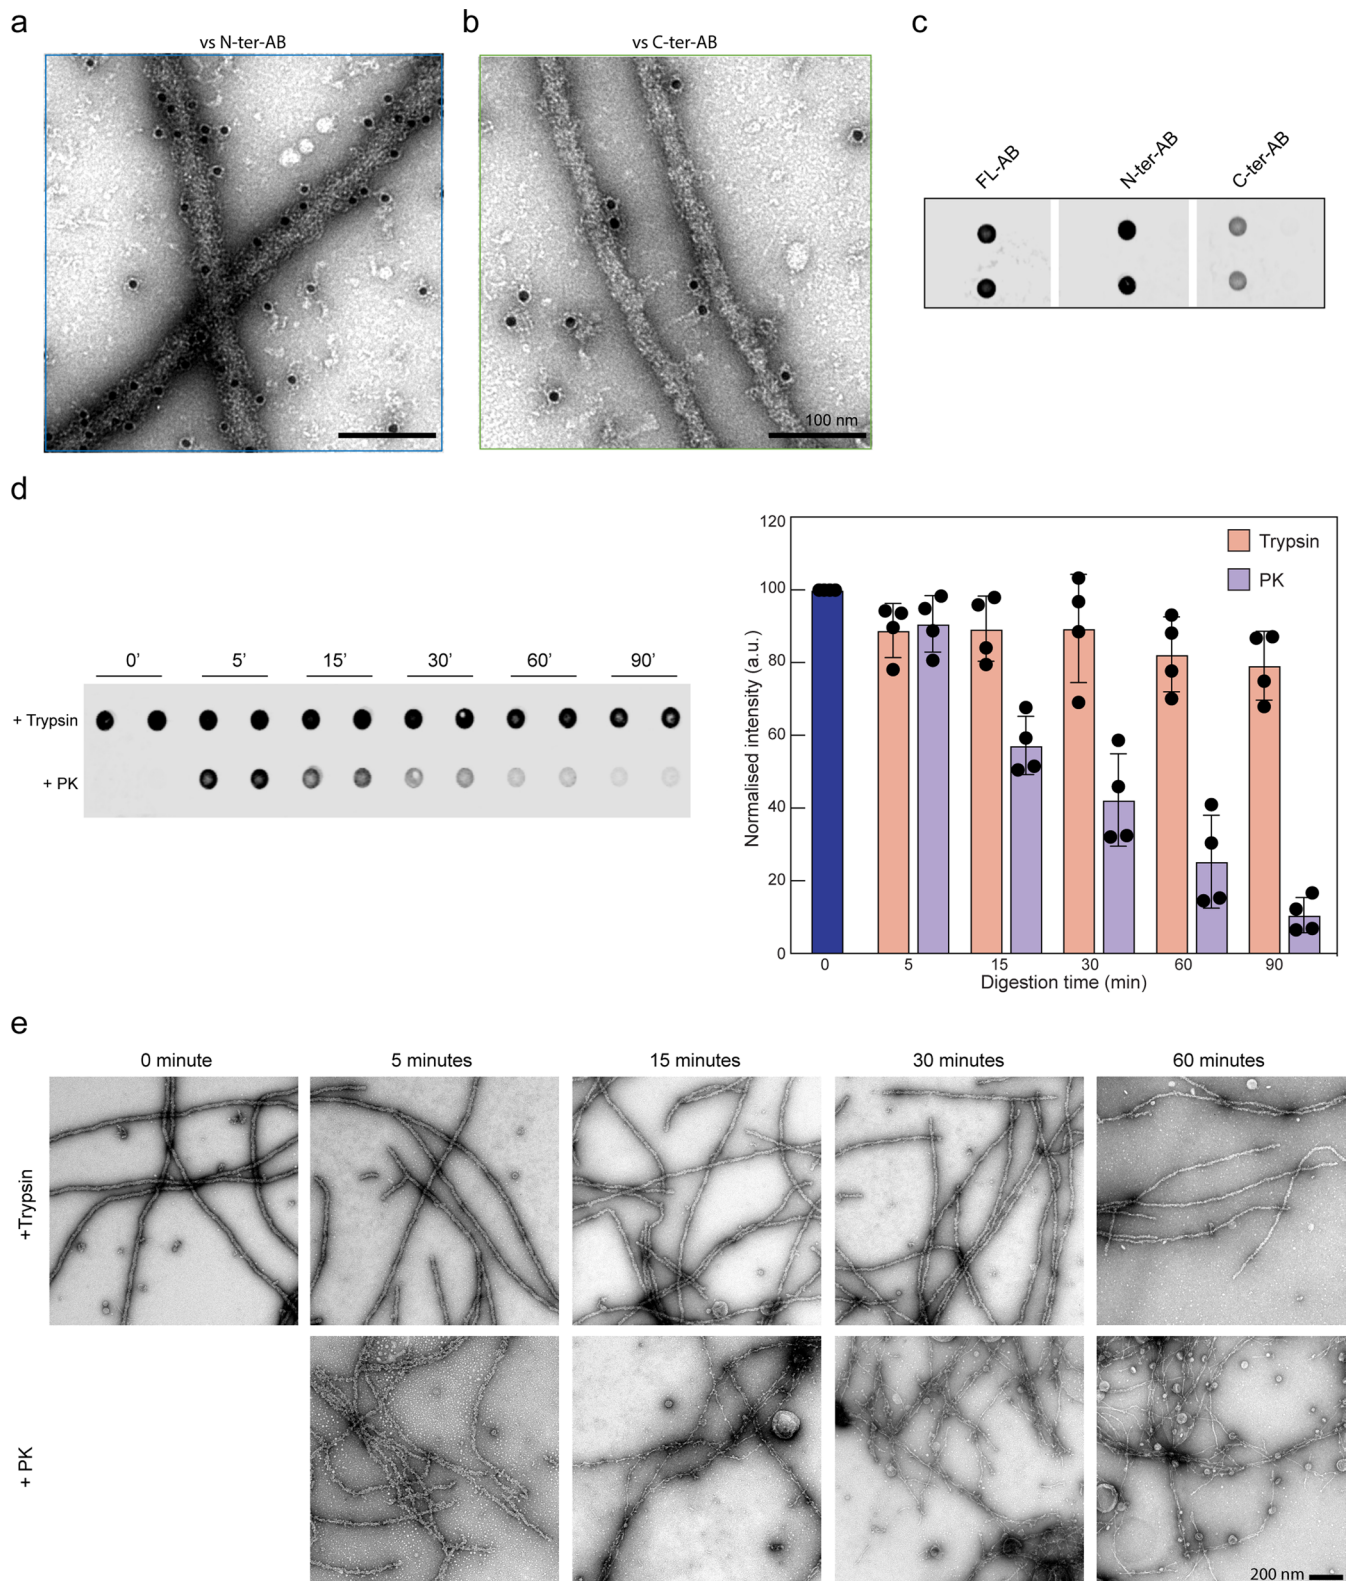 a
vs N-ter-AB
b
vs C-ter-AB
100 nm
c
FL-AB
N-ter-AB
C-ter-AB
d
0’ 5’ 15’ 30’ 60’ 90’
+ Trypsin
+ PK
Normalised intensity (a.u.)
120
100
80
60
40
20
0
Trypsin
PK
0 5 15 30 60 90
Digestion time (min)
e
0 minute 5 minutes 15 minutes 30 minutes 60 minutes
+Trypsin
+ PK
200 nm